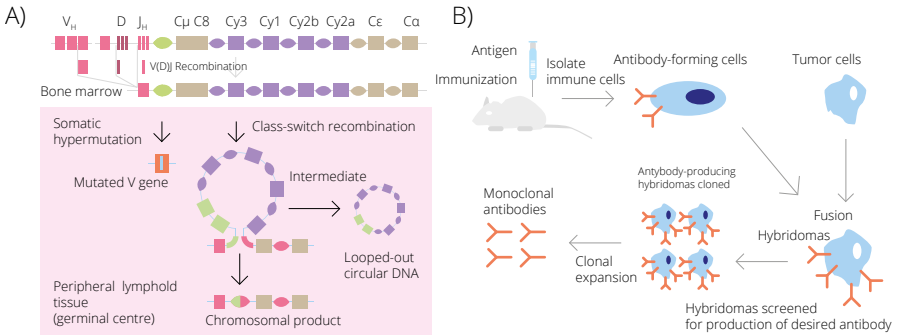 A)
V_H D J_H Cμ Cδ Cγ3 Cγ1 Cγ2b Cγ2a Cε Cα
V(D)J Recombination
Bone marrow
Somatic
hypermutation
Class-switch recombination
Mutated V gene
Intermediate
Looped-out
circular DNA
Peripheral lymphold
tissue
(germinal centre)
Chromosomal product
B)
Antigen
Immunization
Isolate
immune cells
Antibody-forming cells
Tumor cells
Monoclonal
antibodies
Antybody-producing
hybridomas cloned
Fusion
Hybridomas
Clonal
expansion
Hybridomas screened
for production of desired antibody